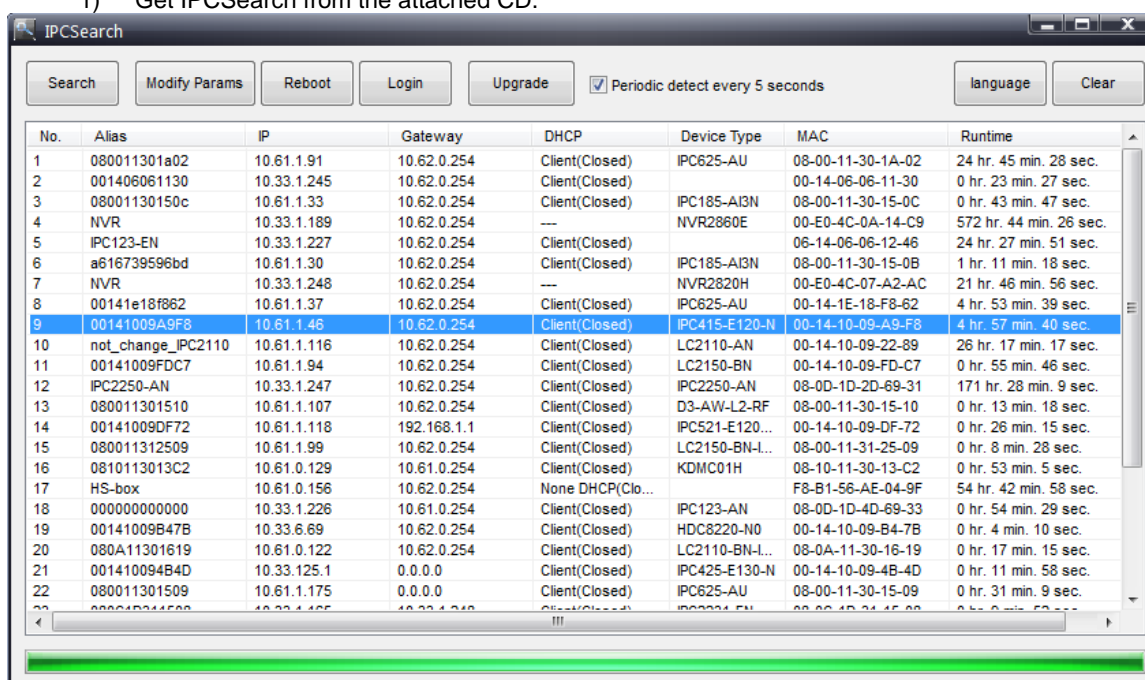 1) Get IPCSearch from the attached CD.
IPCSearch
Search Modify Params Reboot Login Upgrade Periodic detect every 5 seconds language Clear
No. Alias IP Gateway DHCP Device Type MAC Runtime
1 080011301a02 10.61.1.91 10.62.0.254 Client(Closed) IPC625-AU 08-00-11-30-1A-02 24 hr. 45 min. 28 sec.
2 001406061130 10.33.1.245 10.62.0.254 Client(Closed) 00-14-06-06-11-30 0 hr. 23 min. 27 sec.
3 08001130150c 10.61.1.33 10.62.0.254 Client(Closed) IPC185-AI3N 08-00-11-30-15-0C 0 hr. 43 min. 47 sec.
4 NVR 10.33.1.189 10.62.0.254 --- NVR2860E 00-E0-4C-0A-14-C9 572 hr. 44 min. 26 sec.
5 IPC123-EN 10.33.1.227 10.62.0.254 Client(Closed) 06-14-06-06-12-46 24 hr. 27 min. 51 sec.
6 a616739596bd 10.61.1.30 10.62.0.254 Client(Closed) IPC185-AI3N 08-00-11-30-15-0B 1 hr. 11 min. 18 sec.
7 NVR 10.33.1.248 10.62.0.254 --- NVR2820H 00-E0-4C-07-A2-AC 21 hr. 46 min. 56 sec.
8 00141e18f862 10.61.1.37 10.62.0.254 Client(Closed) IPC625-AU 00-14-1E-18-F8-62 4 hr. 53 min. 39 sec.
9 00141009A9F8 10.61.1.46 10.62.0.254 Client(Closed) IPC415-E120-N 00-14-10-09-A9-F8 4 hr. 57 min. 40 sec.
10 not_change_IPC2110 10.61.1.116 10.62.0.254 Client(Closed) LC2110-AN 00-14-10-09-22-89 26 hr. 17 min. 17 sec.
11 00141009FDC7 10.61.1.94 10.62.0.254 Client(Closed) LC2150-BN 00-14-10-09-FD-C7 0 hr. 55 min. 46 sec.
12 IPC2250-AN 10.33.1.247 10.62.0.254 Client(Closed) IPC2250-AN 08-0D-1D-2D-69-31 171 hr. 28 min. 9 sec.
13 080011301510 10.61.1.107 10.62.0.254 Client(Closed) D3-AW-L2-RF 08-00-11-30-15-10 0 hr. 13 min. 18 sec.
14 00141009DF72 10.61.1.118 192.168.1.1 Client(Closed) IPC521-E120... 00-14-10-09-DF-72 0 hr. 26 min. 15 sec.
15 080011312509 10.61.1.99 10.62.0.254 Client(Closed) LC2150-BN-I... 08-00-11-31-25-09 0 hr. 8 min. 28 sec.
16 0810113013C2 10.61.0.129 10.61.0.254 Client(Closed) KDMC01H 08-10-11-30-13-C2 0 hr. 53 min. 5 sec.
17 HS-box 10.61.0.156 10.62.0.254 None DHCP(Clo... F8-B1-56-AE-04-9F 54 hr. 42 min. 58 sec.
18 000000000000 10.33.1.226 10.61.0.254 Client(Closed) IPC123-AN 08-0D-1D-4D-69-33 0 hr. 54 min. 29 sec.
19 00141009B47B 10.33.6.69 10.62.0.254 Client(Closed) HDC8220-N0 00-14-10-09-B4-7B 0 hr. 4 min. 10 sec.
20 080A11301619 10.61.0.122 10.62.0.254 Client(Closed) LC2110-BN-I... 08-0A-11-30-16-19 0 hr. 17 min. 15 sec.
21 001410094B4D 10.33.125.1 0.0.0.0 Client(Closed) IPC425-E130-N 00-14-10-09-4B-4D 0 hr. 11 min. 58 sec.
22 080011301509 10.61.1.175 0.0.0.0 Client(Closed) IPC625-AU 08-00-11-30-15-09 0 hr. 31 min. 9 sec.